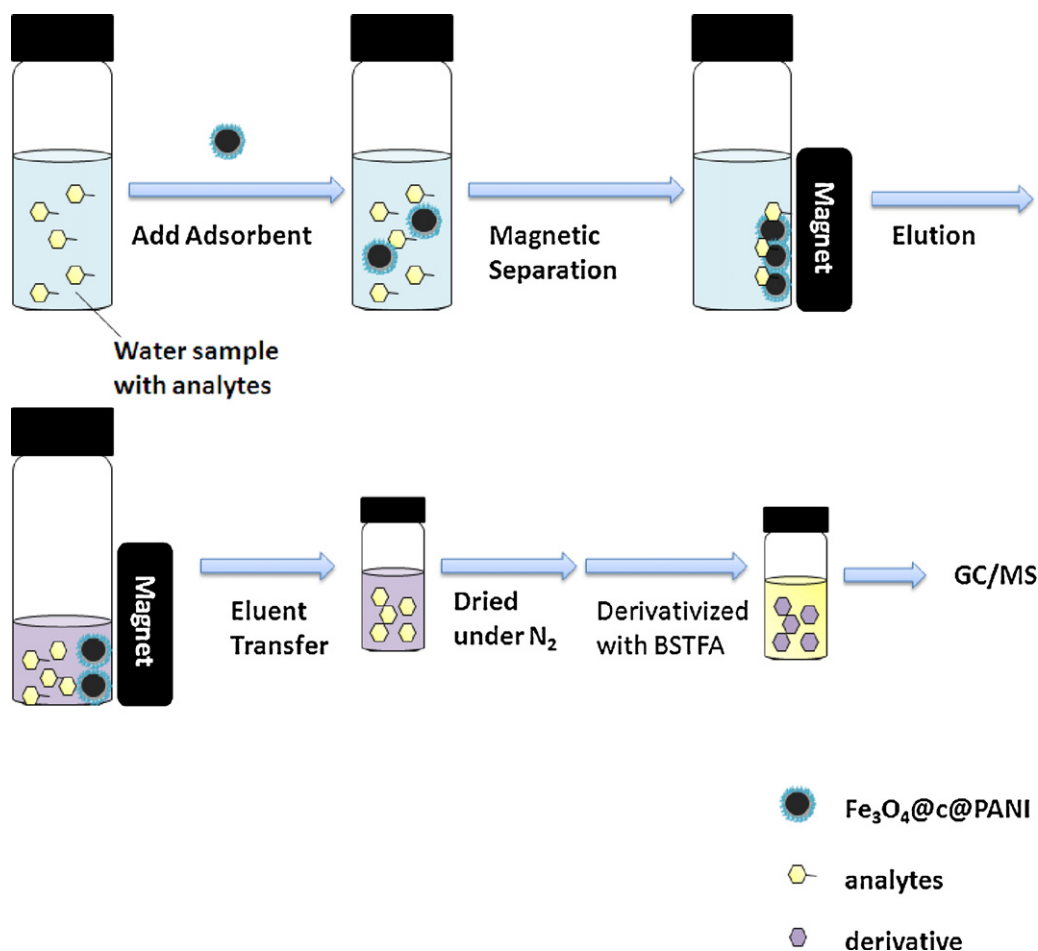 Add Adsorbent
Magnetic
Separation
Magnet
Elution
Water sample
with analytes
Magnet
Eluent
Transfer
Dried
under N₂
Derivativized
with BSTFA
GC/MS
Fe₃O₄@c@PANI
analytes
derivative